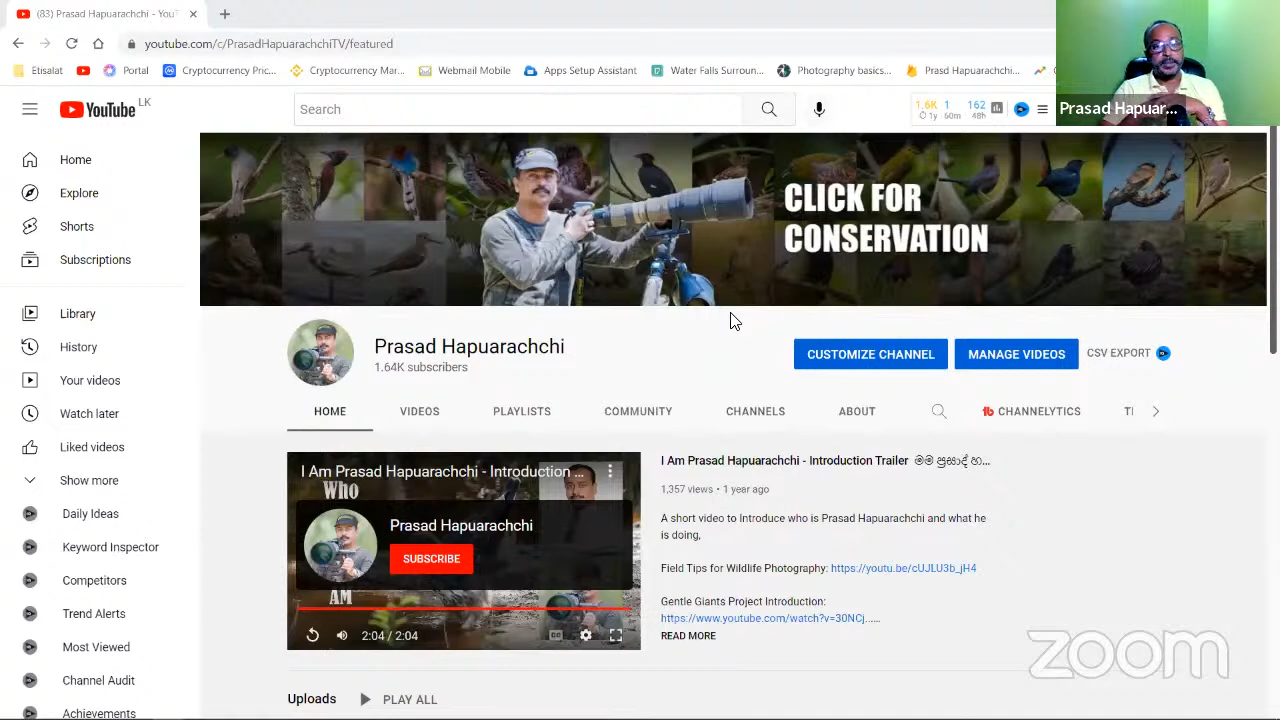 (83) Prasad Hapuarachchi - YouT
youtube.com/c/PrasadHapuarachchiTV/featured
Etisalat
Portal
Cryptocurrency Pric...
Cryptocurrency Mar...
Webmail Mobile
Apps Setup Assistant
Water Falls Surroun...
Photography basics...
Prasd Hapuarachchi...
Prasad Hapuar...
YouTube LK
Search
1.6K 1 162
1y 60m 48h
Home
Explore
Shorts
Subscriptions
Library
History
Your videos
Watch later
Liked videos
Show more
Daily Ideas
Keyword Inspector
Competitors
Trend Alerts
Most Viewed
Channel Audit
Achievements
CLICK FOR
CONSERVATION
Prasad Hapuarachchi
1.64K subscribers
CUSTOMIZE CHANNEL
MANAGE VIDEOS
CSV EXPORT
HOME
VIDEOS
PLAYLISTS
COMMUNITY
CHANNELS
ABOUT
CHANNELYTICS
I Am Prasad Hapuarachchi - Introduction ...
Who
Prasad Hapuarachchi
SUBSCRIBE
AM
2:04 / 2:04
I Am Prasad Hapuarachchi - Introduction Trailer මම ප්‍රසාද් හ...
1,357 views • 1 year ago
A short video to Introduce who is Prasad Hapuarachchi and what he
is doing,
Field Tips for Wildlife Photography: https://youtu.be/cUJLU3b_jH4
Gentle Giants Project Introduction:
https://www.youtube.com/watch?v=30NCj......
READ MORE
Uploads
PLAY ALL
zoom